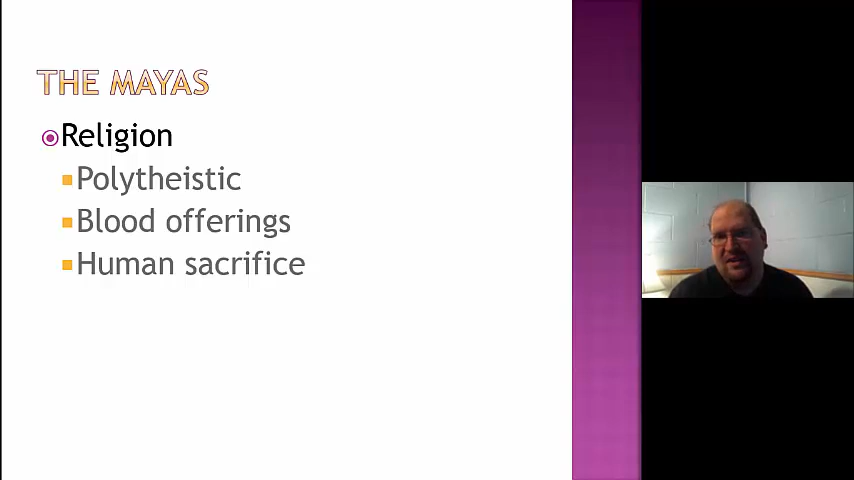 THE MAYAS
Religion
Polytheistic
Blood offerings
Human sacrifice